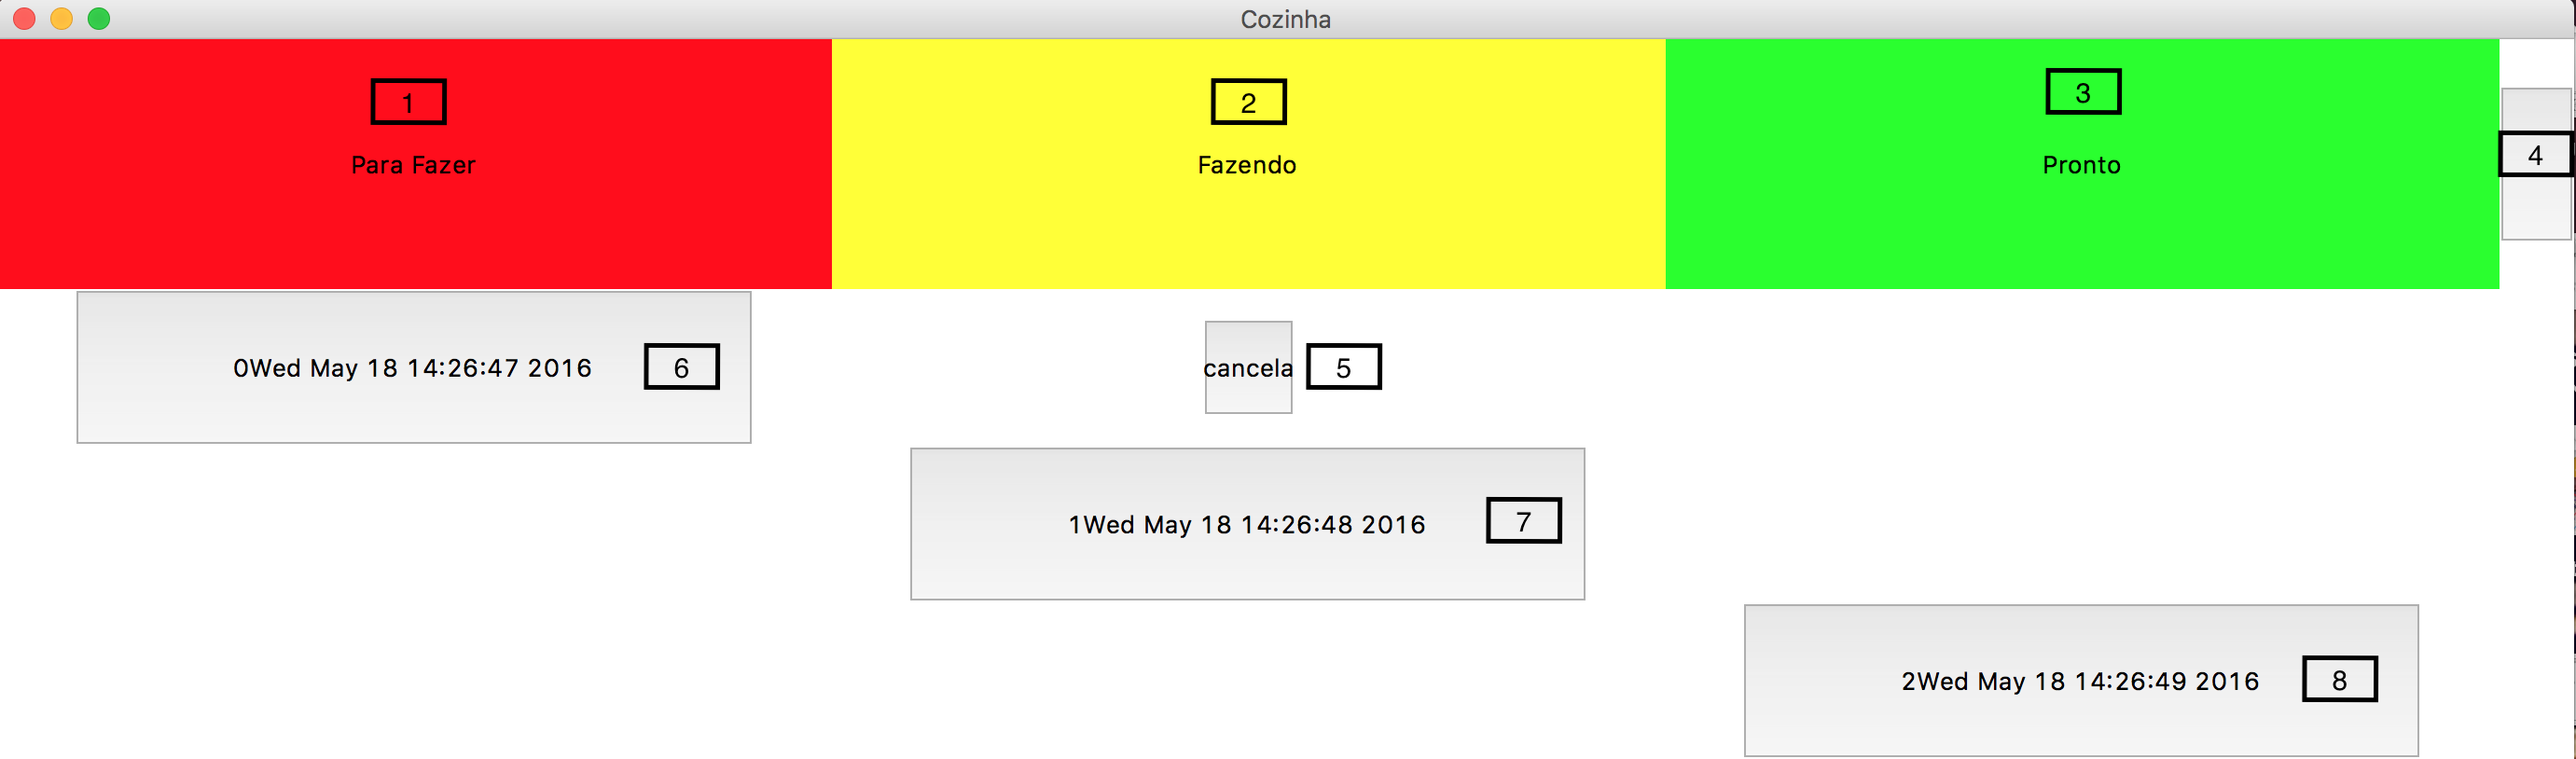 Cozinha
1
2
3
Para Fazer
Fazendo
Pronto
4
0Wed May 18 14:26:47 2016
6
cancela
5
1Wed May 18 14:26:48 2016
7
2Wed May 18 14:26:49 2016
8